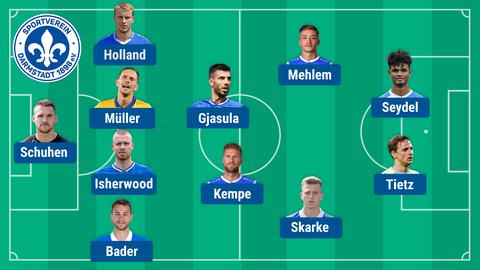 SPORTVEREIN
DARMSTADT 1898 e.V.
Holland
Mehlem
Müller
Gjasula
Seydel
Schuhen
Isherwood
Kempe
Tietz
Skarke
Bader